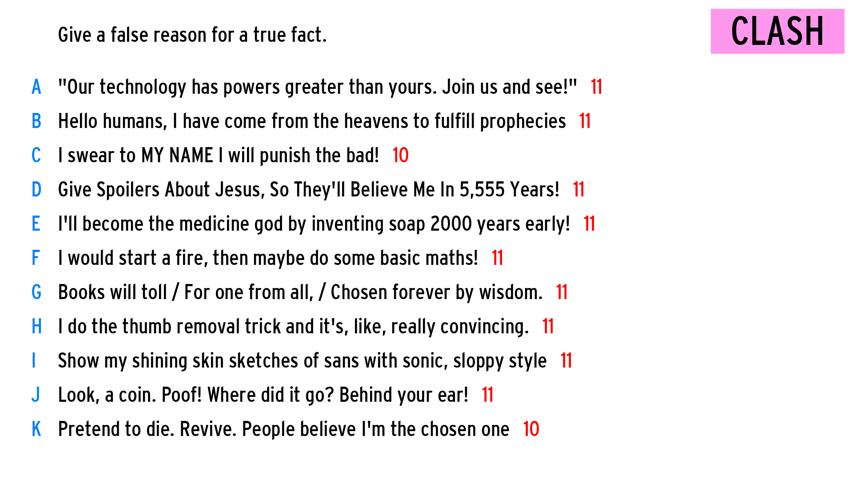 Give a false reason for a true fact.
CLASH
A "Our technology has powers greater than yours. Join us and see!" 11
B Hello humans, I have come from the heavens to fulfill prophecies 11
C I swear to MY NAME I will punish the bad! 10
D Give Spoilers About Jesus, So They'll Believe Me In 5,555 Years! 11
E I'll become the medicine god by inventing soap 2000 years early! 11
F I would start a fire, then maybe do some basic maths! 11
G Books will toll / For one from all, / Chosen forever by wisdom. 11
H I do the thumb removal trick and it's, like, really convincing. 11
I Show my shining skin sketches of sans with sonic, sloppy style 11
J Look, a coin. Poof! Where did it go? Behind your ear! 11
K Pretend to die. Revive. People believe I'm the chosen one 10